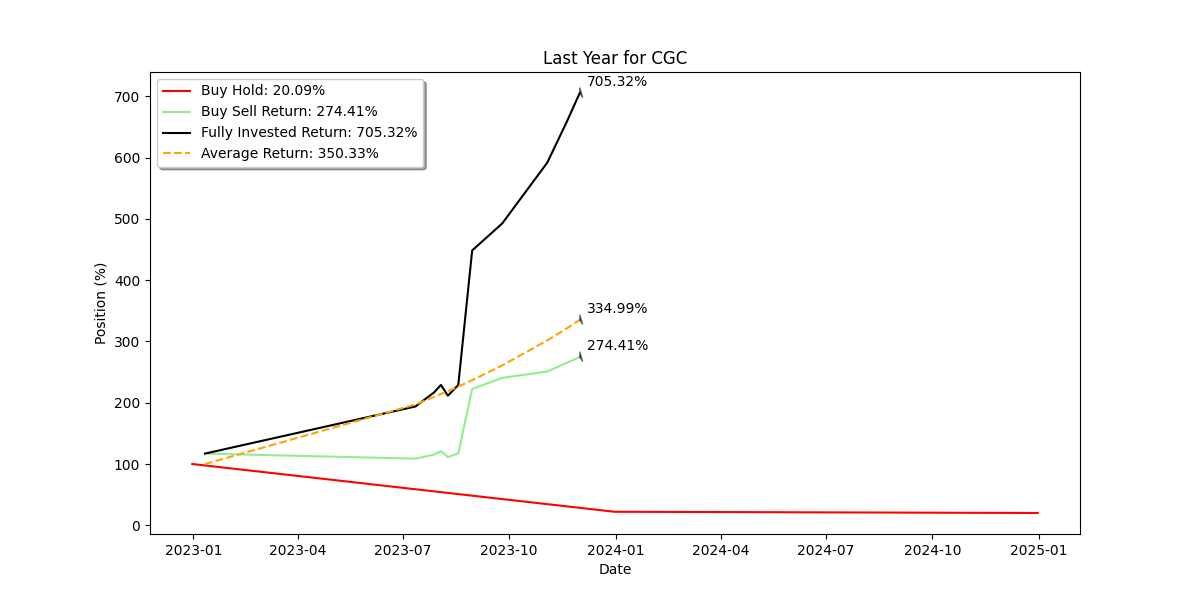 Last Year for CGC
Buy Hold: 20.09%
Buy Sell Return: 274.41%
Fully Invested Return: 705.32%
Average Return: 350.33%
705.32%
334.99%
274.41%
Position (%)
700
600
500
400
300
200
100
0
2023-01 2023-04 2023-07 2023-10 2024-01 2024-04 2024-07 2024-10 2025-01
Date